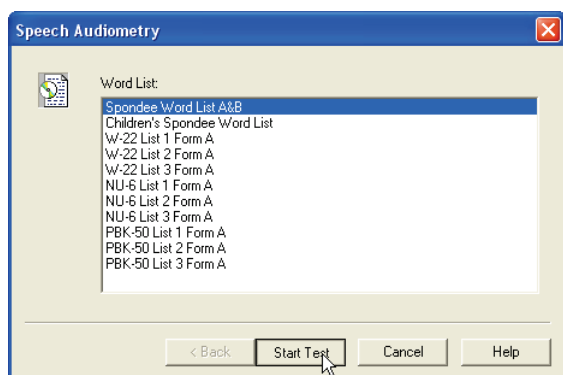 Speech Audiometry
Word List:
Spondee Word List A&B
Children's Spondee Word List
W-22 List 1 Form A
W-22 List 2 Form A
W-22 List 3 Form A
NU-6 List 1 Form A
NU-6 List 2 Form A
NU-6 List 3 Form A
PBK-50 List 1 Form A
PBK-50 List 2 Form A
PBK-50 List 3 Form A
< Back Start Test Cancel Help